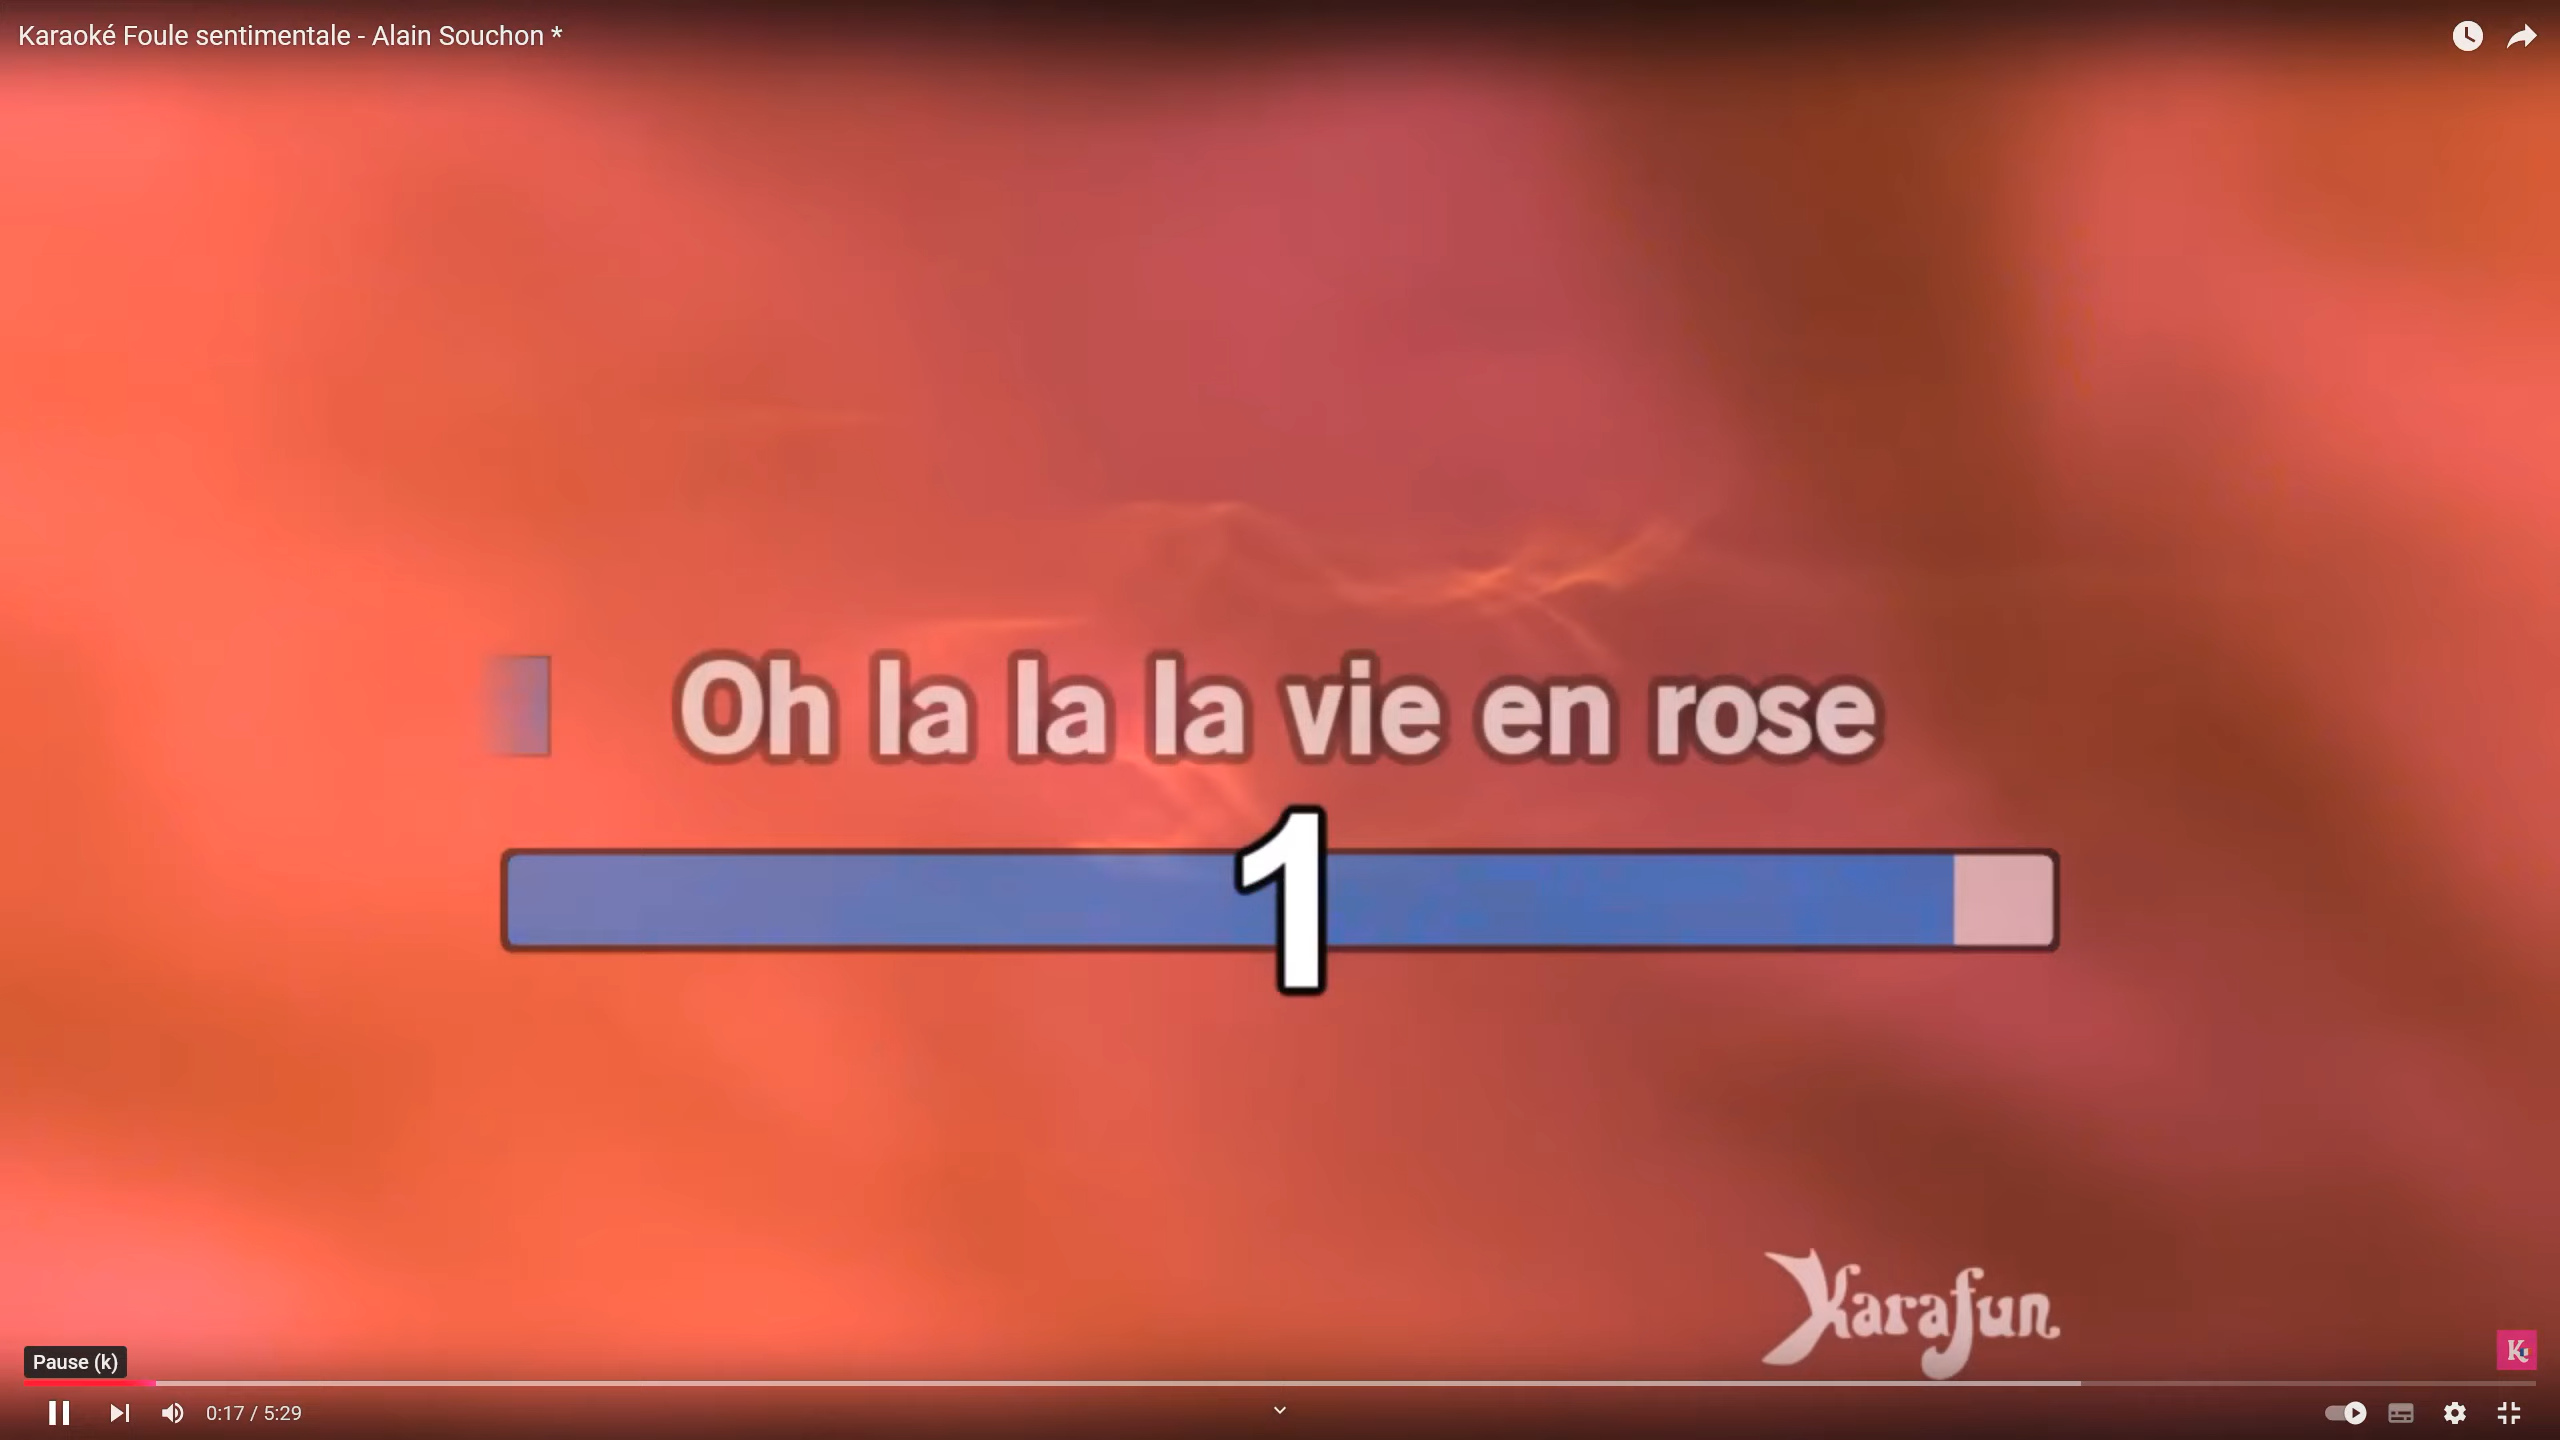 Karaoké Foule sentimentale - Alain Souchon *
Oh la la la vie en rose
1
Karafun
K
Pause (k)
0:17 / 5:29